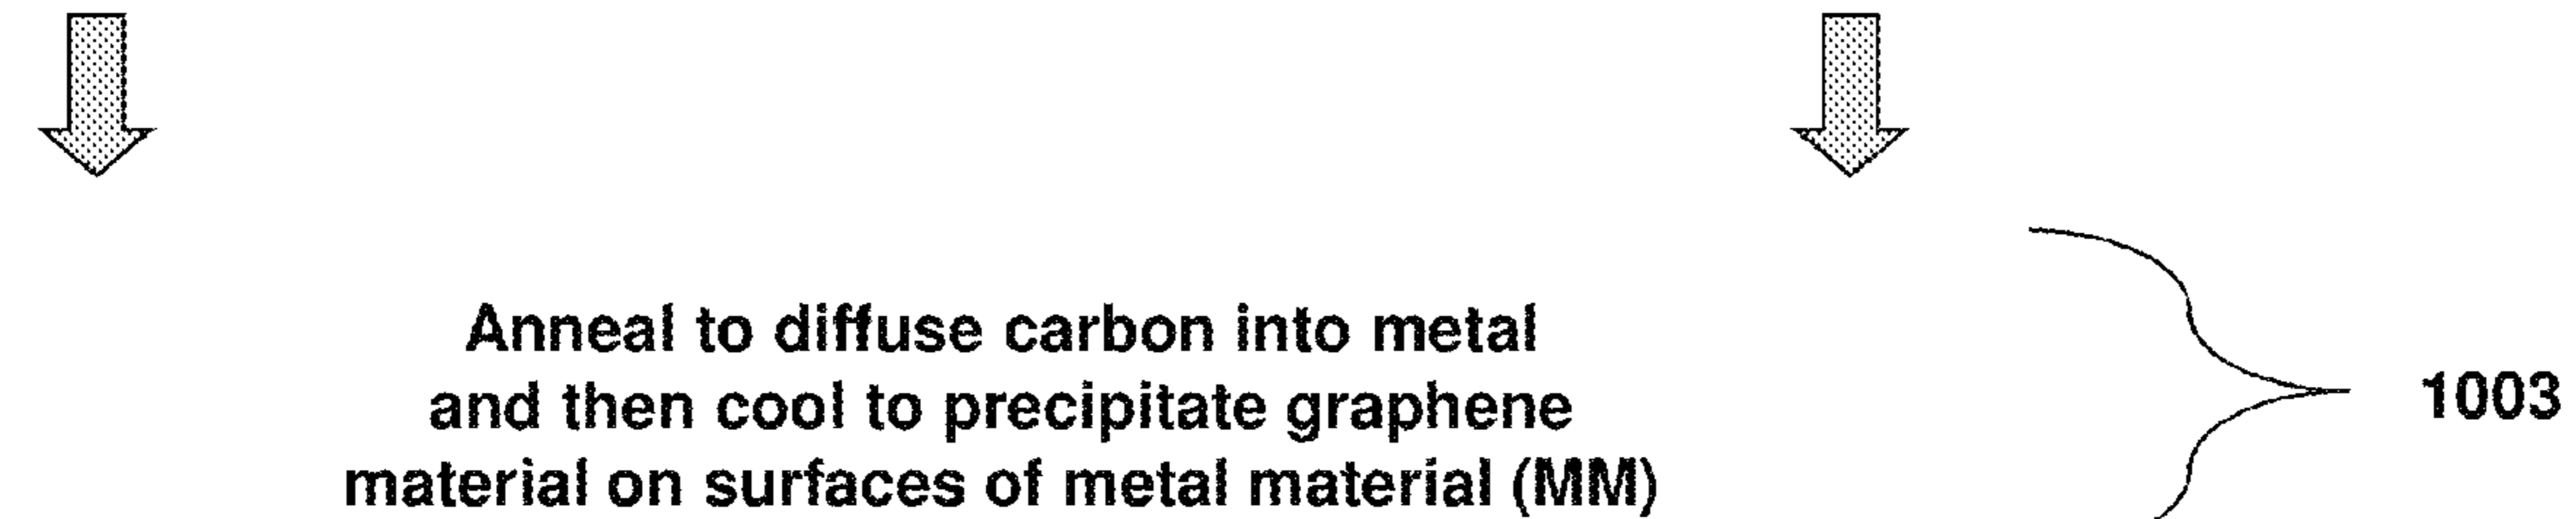 Anneal to diffuse carbon into metal
and then cool to precipitate graphene
1003
material on surfaces of metal material (MM)